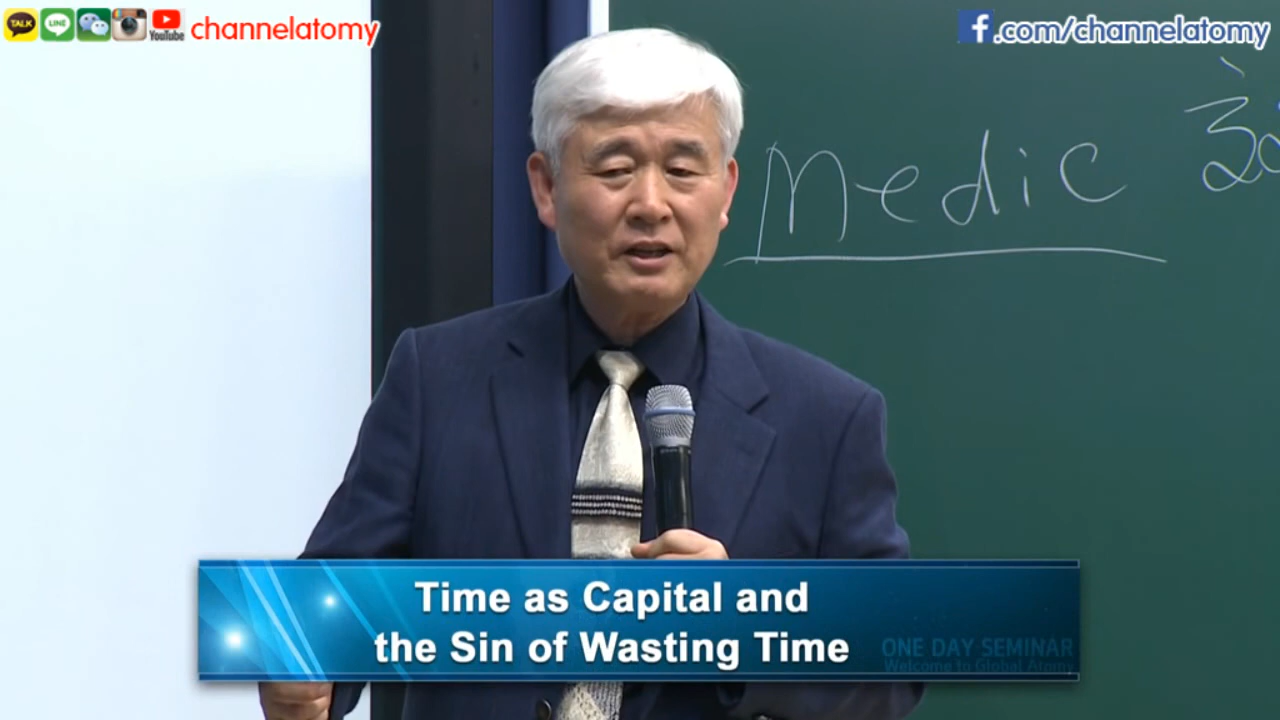 TALK
LINE
YouTube
channelatomy
f.com/channelatomy
medic
Time as Capital and
the Sin of Wasting Time
ONE DAY SEMINAR
Welcome to Global Atomy